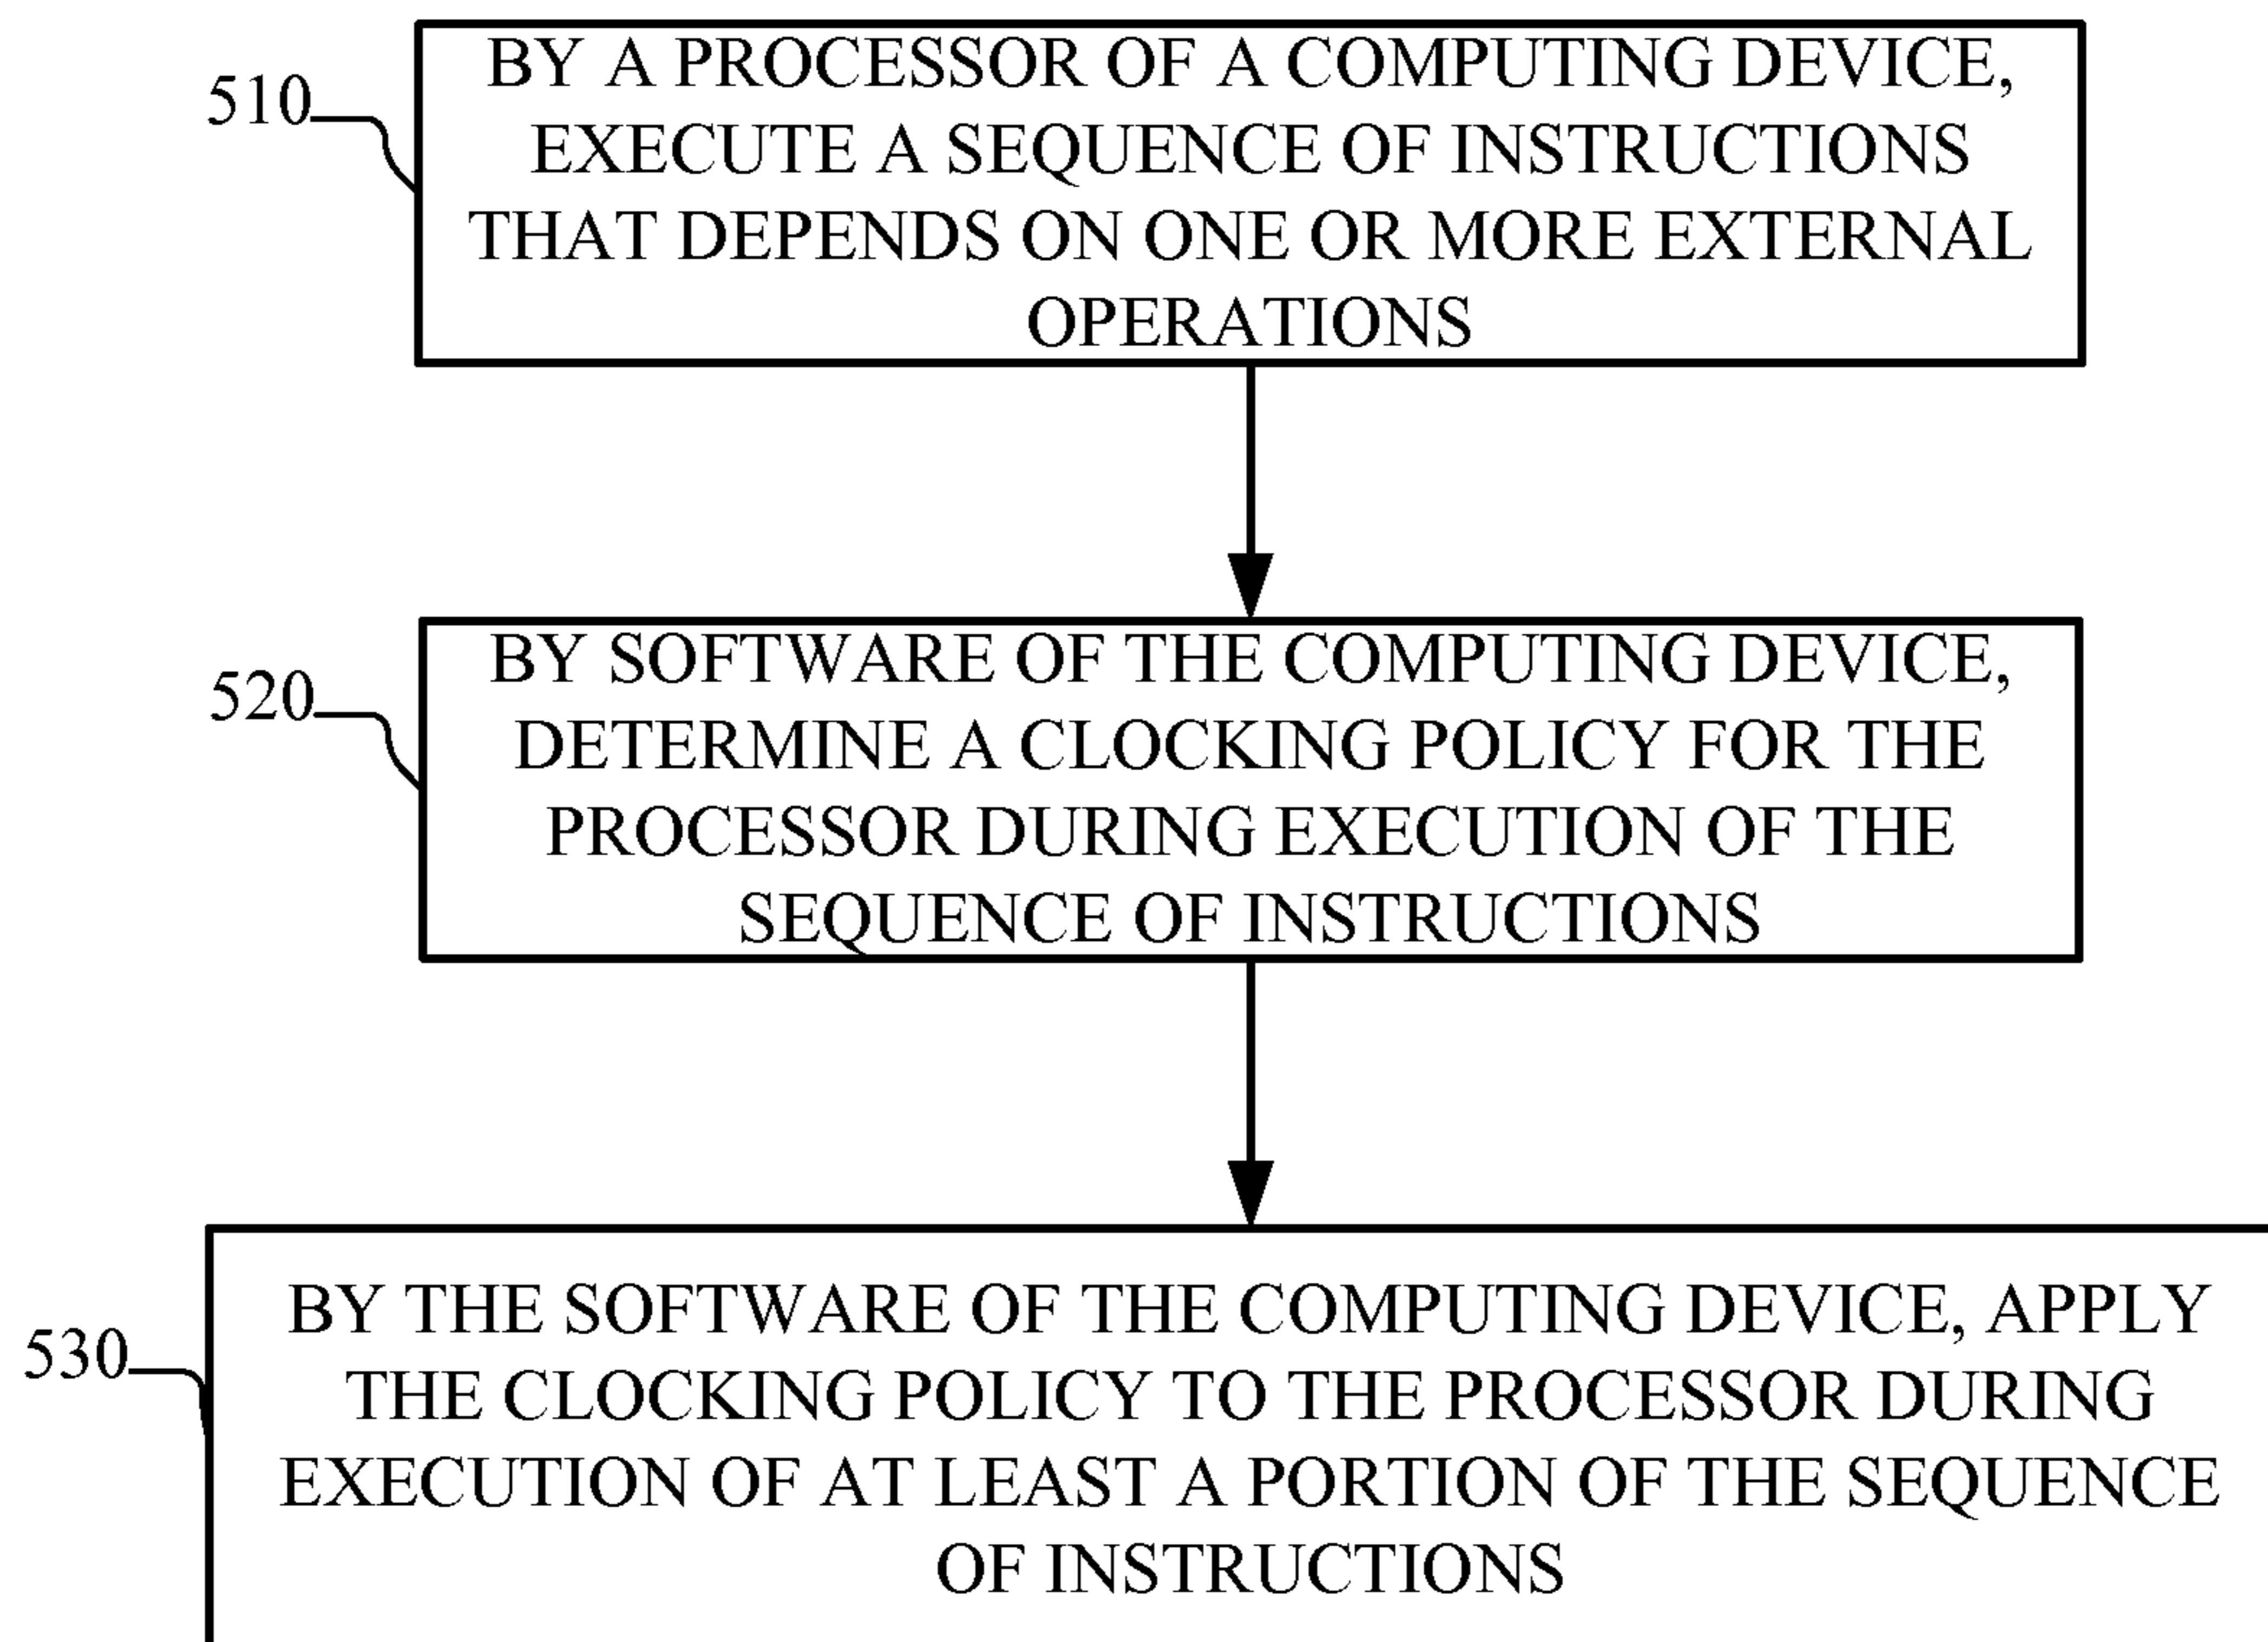 510
BY A PROCESSOR OF A COMPUTING DEVICE,
EXECUTE A SEQUENCE OF INSTRUCTIONS
THAT DEPENDS ON ONE OR MORE EXTERNAL
OPERATIONS
520
BY SOFTWARE OF THE COMPUTING DEVICE,
DETERMINE A CLOCKING POLICY FOR THE
PROCESSOR DURING EXECUTION OF THE
SEQUENCE OF INSTRUCTIONS
530
BY THE SOFTWARE OF THE COMPUTING DEVICE, APPLY
THE CLOCKING POLICY TO THE PROCESSOR DURING
EXECUTION OF AT LEAST A PORTION OF THE SEQUENCE
OF INSTRUCTIONS